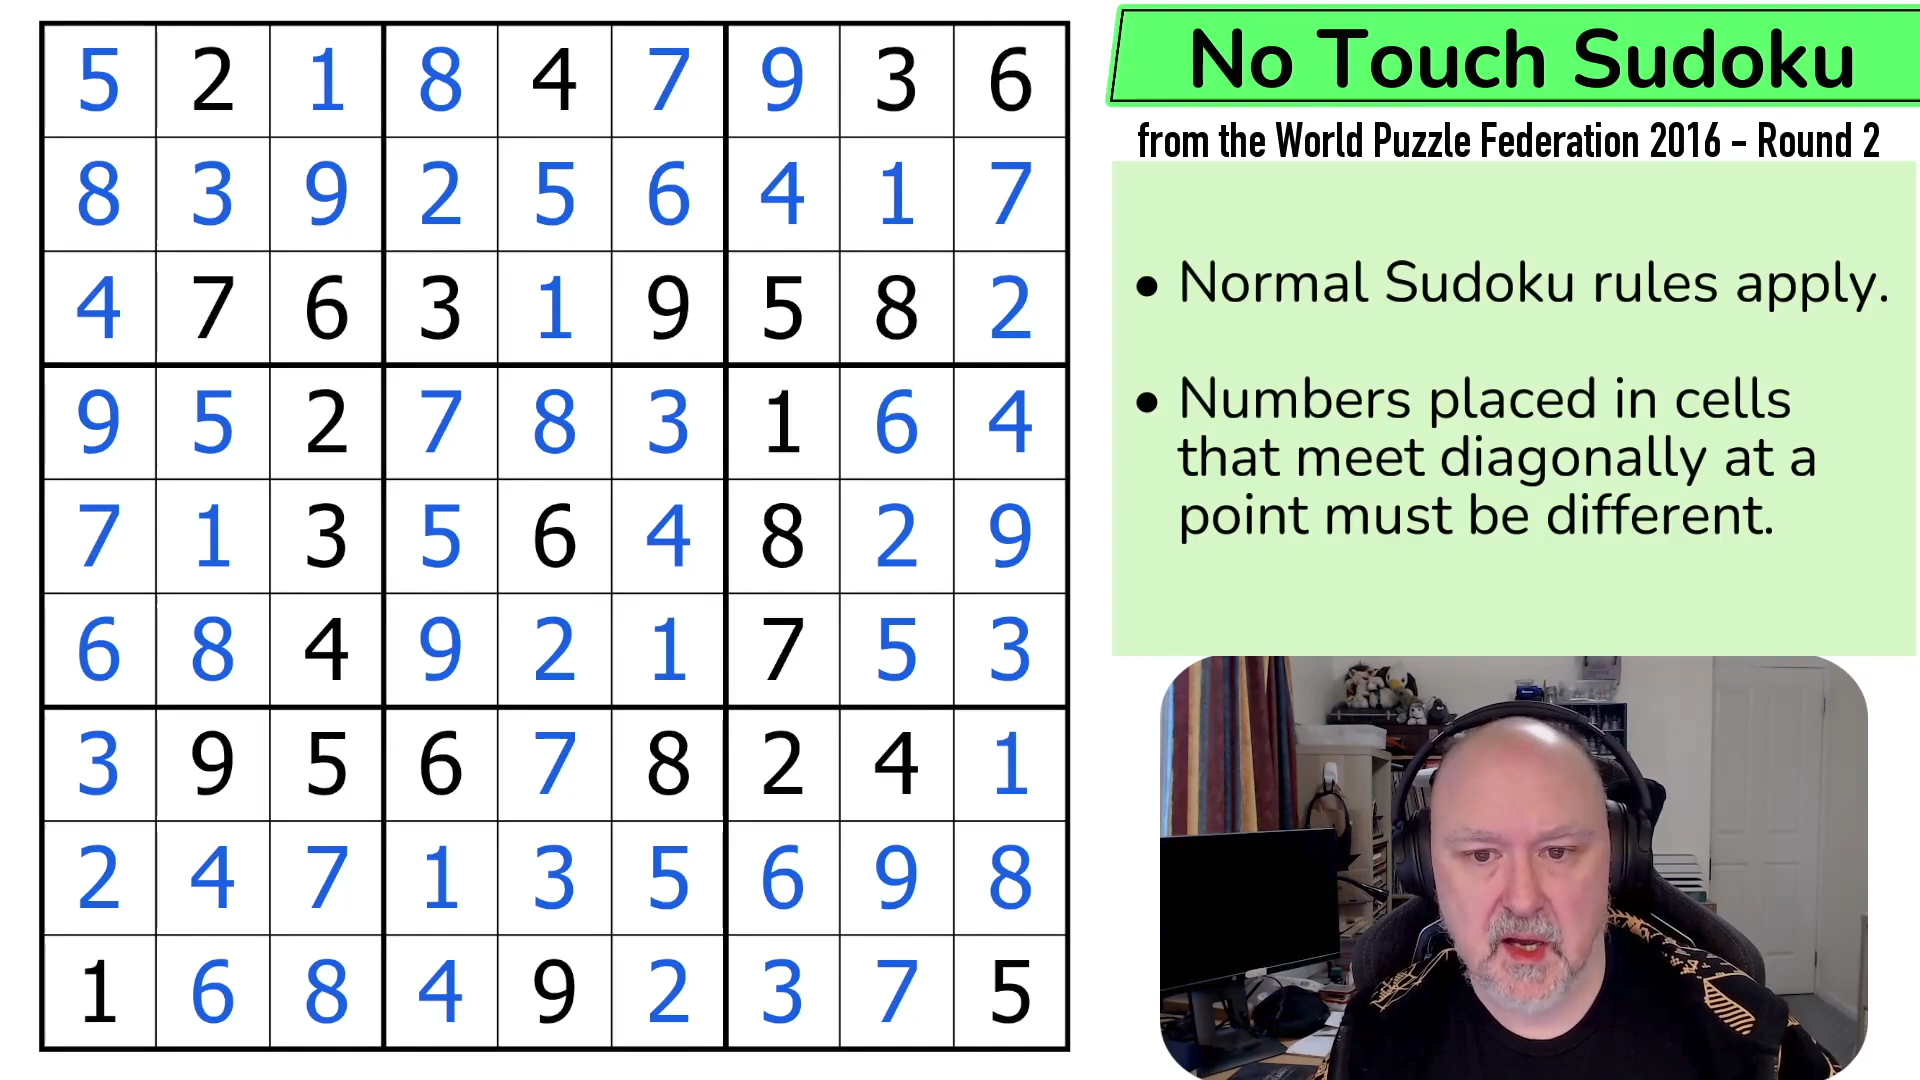 5 2 1 8 4 7 9 3 6
8 3 9 2 5 6 4 1 7
4 7 6 3 1 9 5 8 2
9 5 2 7 8 3 1 6 4
7 1 3 5 6 4 8 2 9
6 8 4 9 2 1 7 5 3
3 9 5 6 7 8 2 4 1
2 4 7 1 3 5 6 9 8
1 6 8 4 9 2 3 7 5
No Touch Sudoku
from the World Puzzle Federation 2016 - Round 2
• Normal Sudoku rules apply.
• Numbers placed in cells
that meet diagonally at a
point must be different.